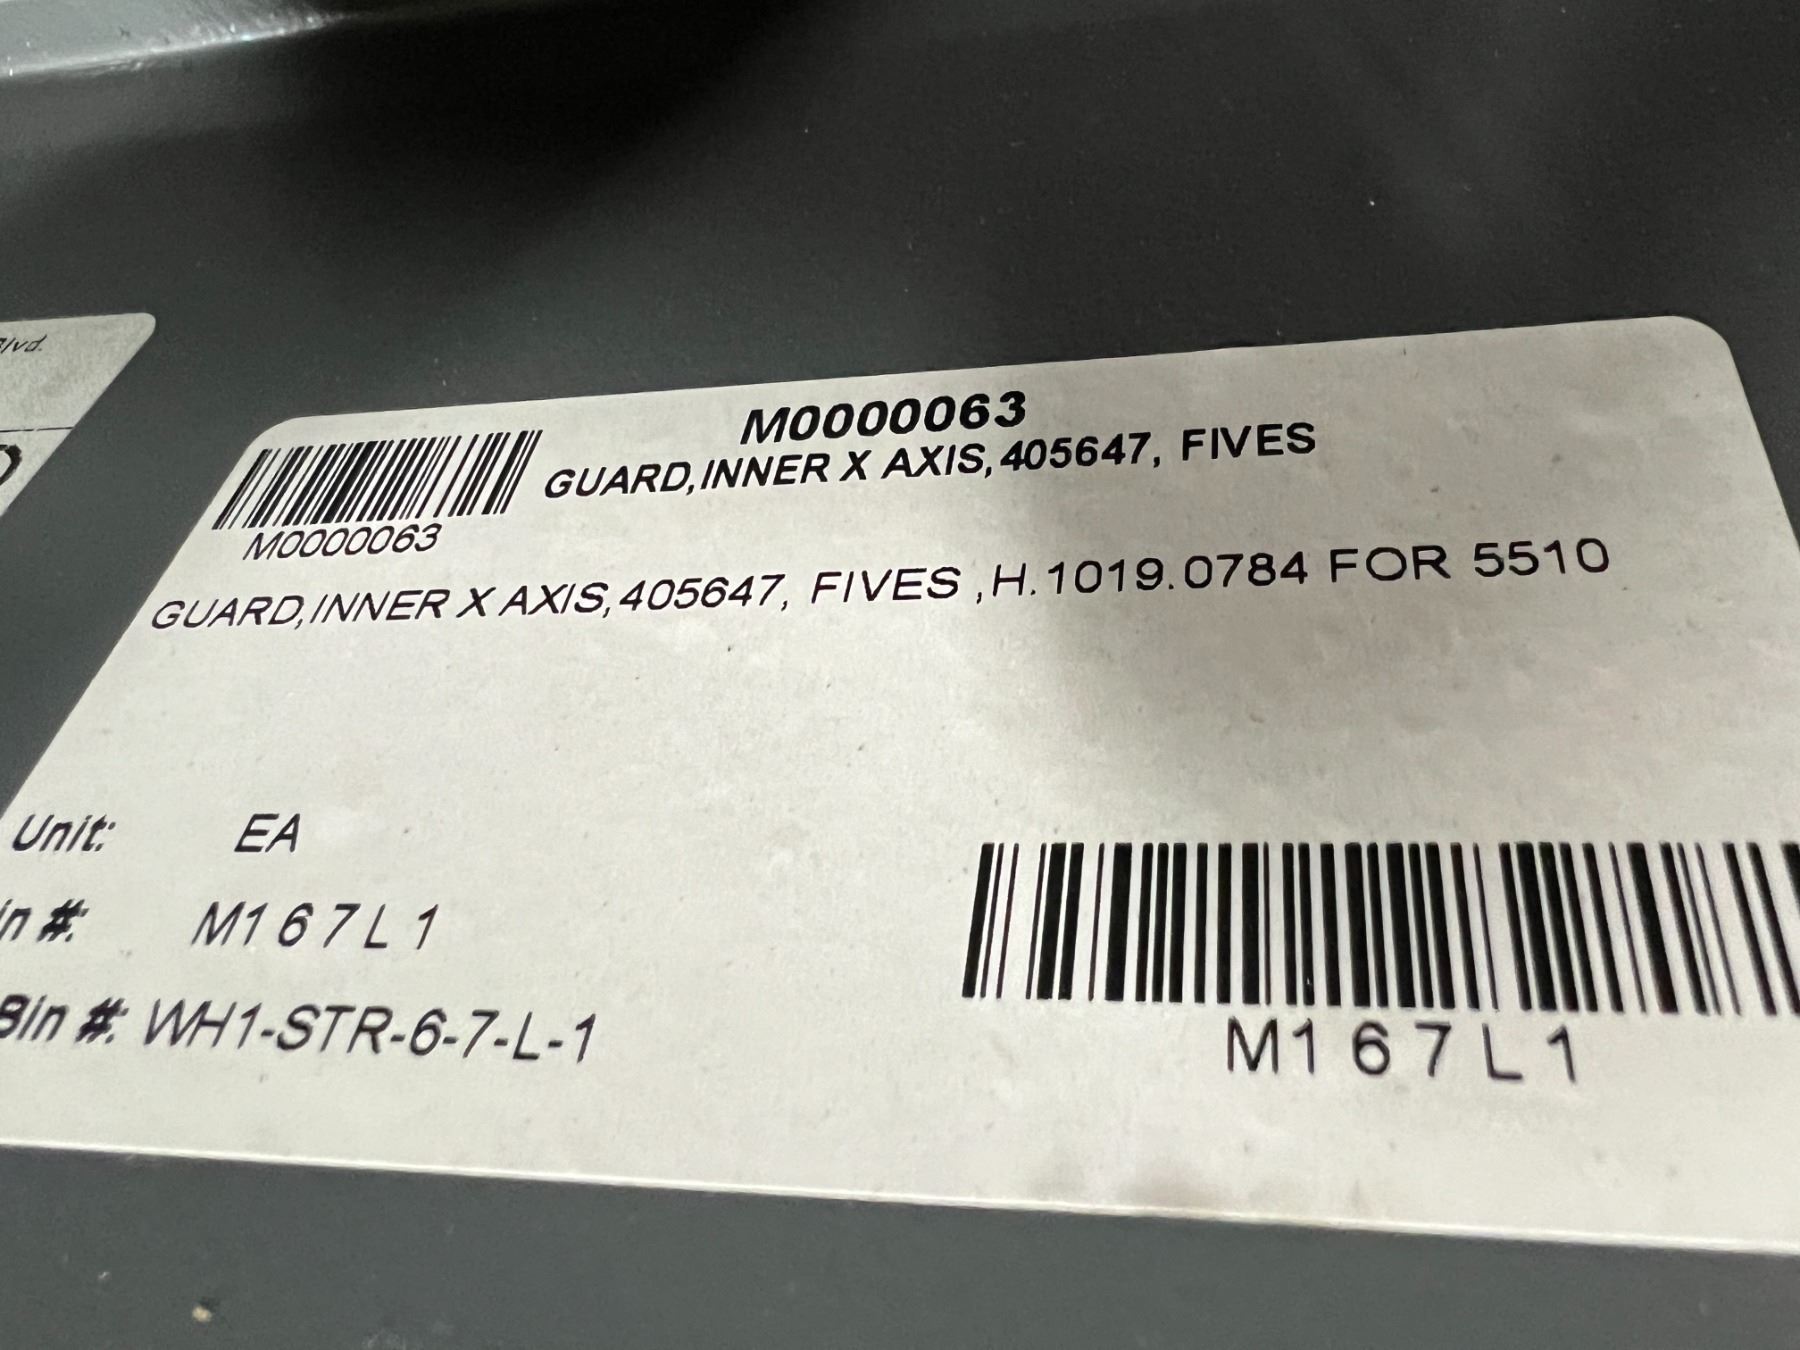 M0000063
GUARD,INNER X AXIS,405647, FIVES
M0000063
GUARD,INNER X AXIS,405647, FIVES ,H.1019.0784 FOR 5510
Unit: EA
in #: M167L1
Bin #: WH1-STR-6-7-L-1
M167L1